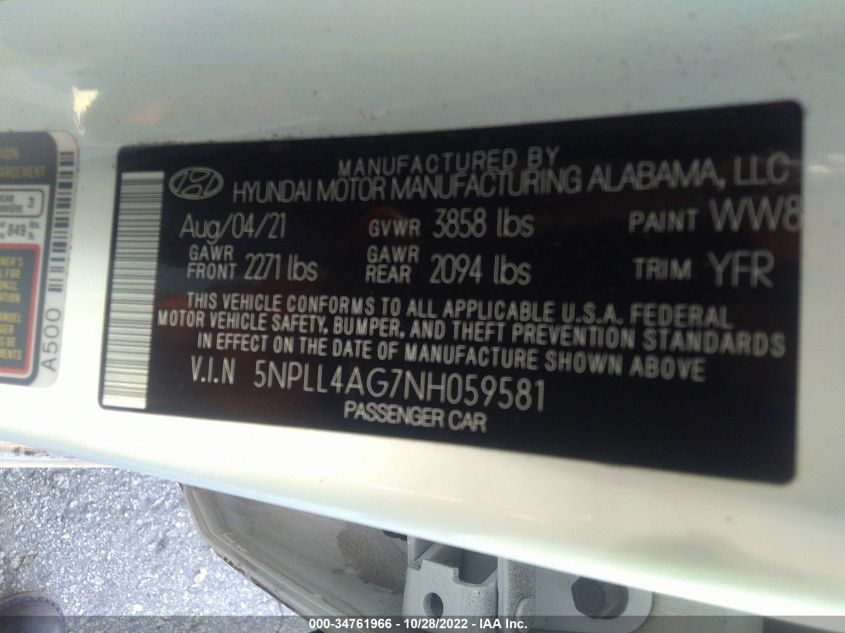 MANUFACTURED BY
HYUNDAI MOTOR MANUFACTURING ALABAMA, LLC
Aug/04/21 GVWR 3858 lbs PAINT WW8
GAWR FRONT 2271 lbs GAWR REAR 2094 lbs TRIM YFR
THIS VEHICLE CONFORMS TO ALL APPLICABLE U.S.A. FEDERAL
MOTOR VEHICLE SAFETY, BUMPER, AND THEFT PREVENTION STANDARDS
IN EFFECT ON THE DATE OF MANUFACTURE SHOWN ABOVE
V.I.N 5NPLL4AG7NH059581
PASSENGER CAR
A500
3
849 lbs.
000-34761966 - 10/28/2022 - IAA Inc.